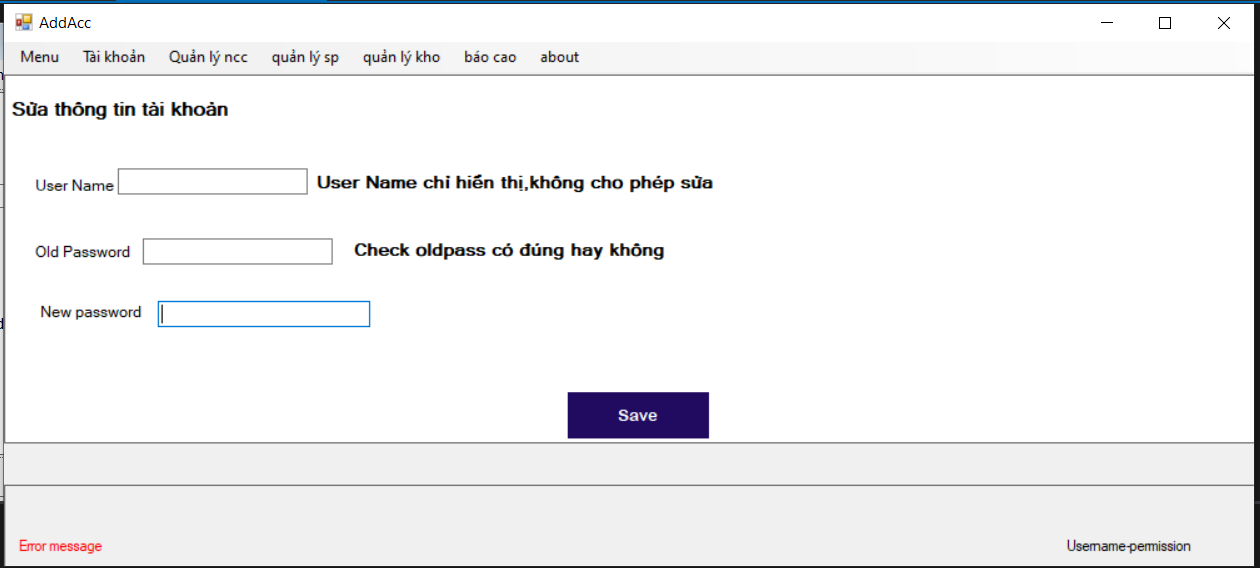 AddAcc
Menu Tài khoản Quản lý ncc quản lý sp quản lý kho báo cao about
Sửa thông tin tài khoản
User Name User Name chỉ hiển thị,không cho phép sửa
Old Password Check oldpass có đúng hay không
New password
Save
Error message Username-permission